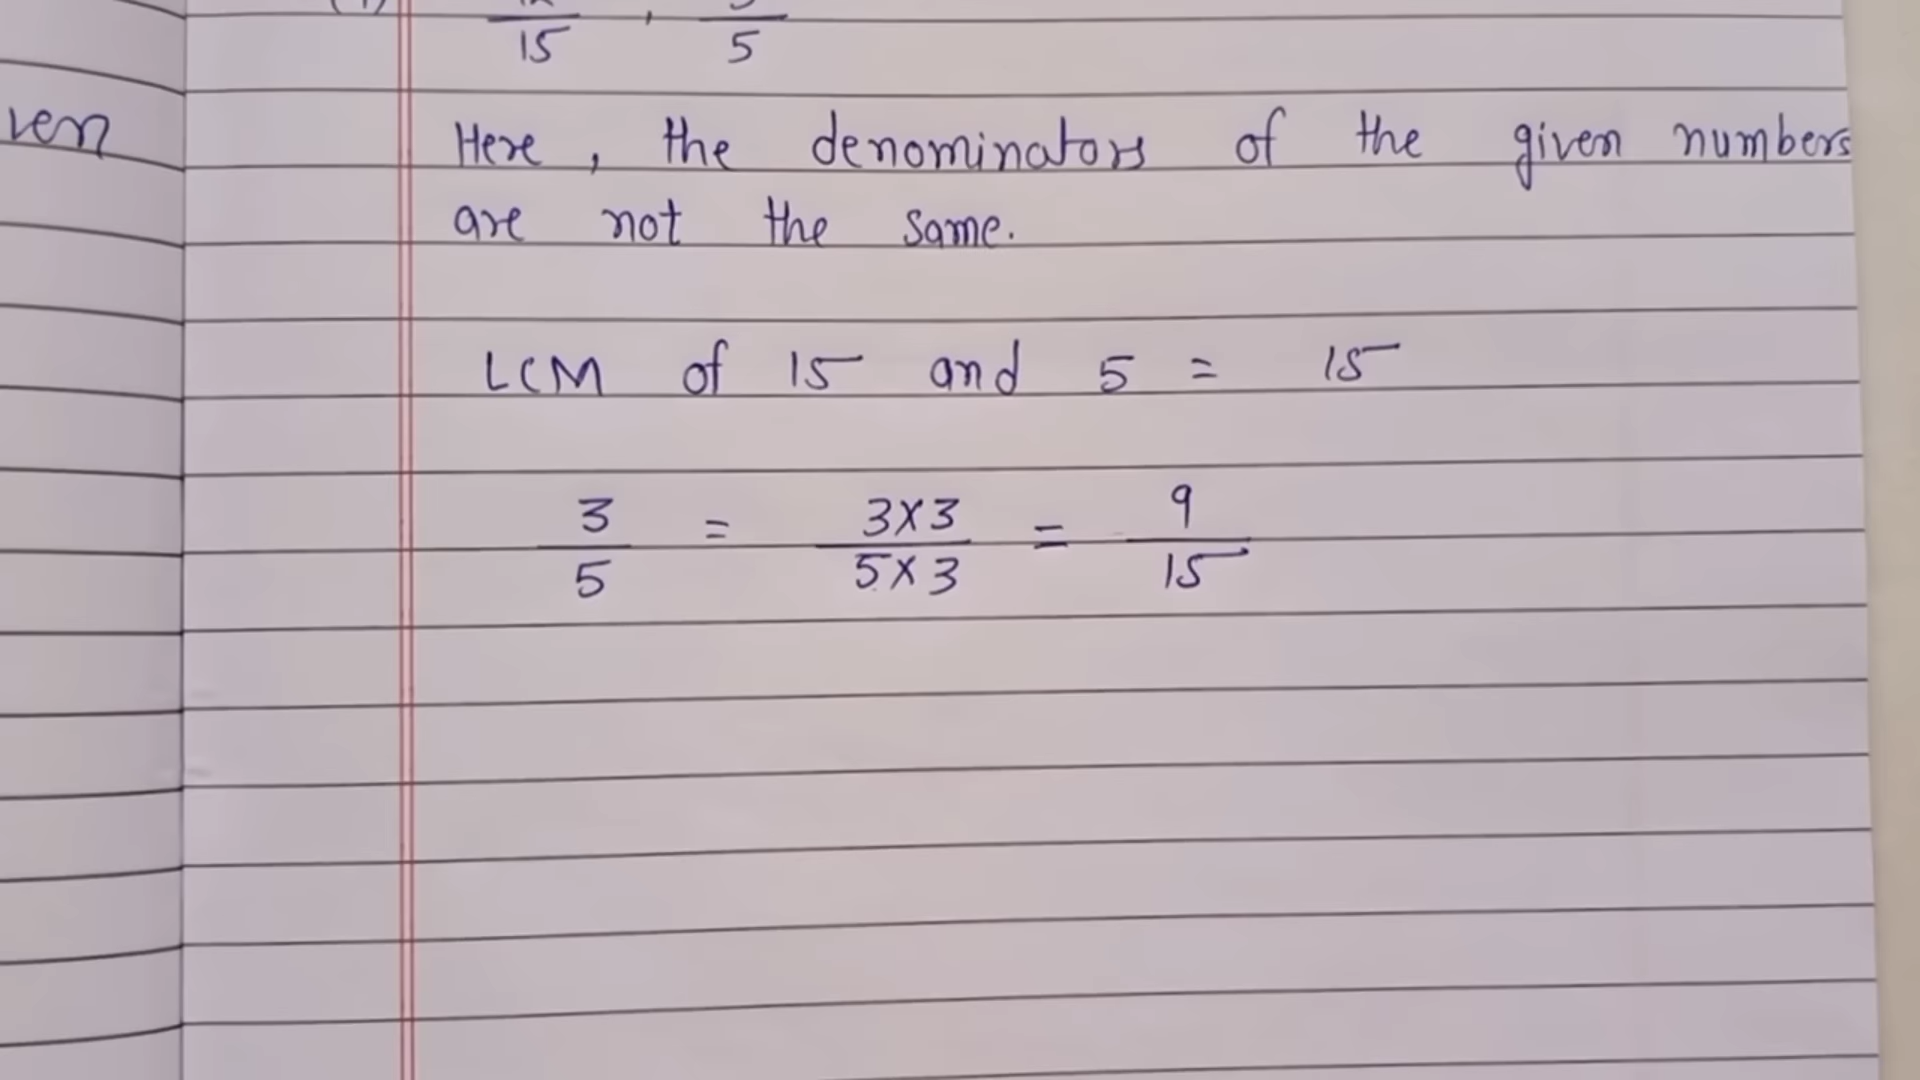 15 , 5
ven
Here, the denominators of the given numbers
are not the same.
LCM of 15 and 5 = 15
3/5 = 3×3/5×3 = 9/15